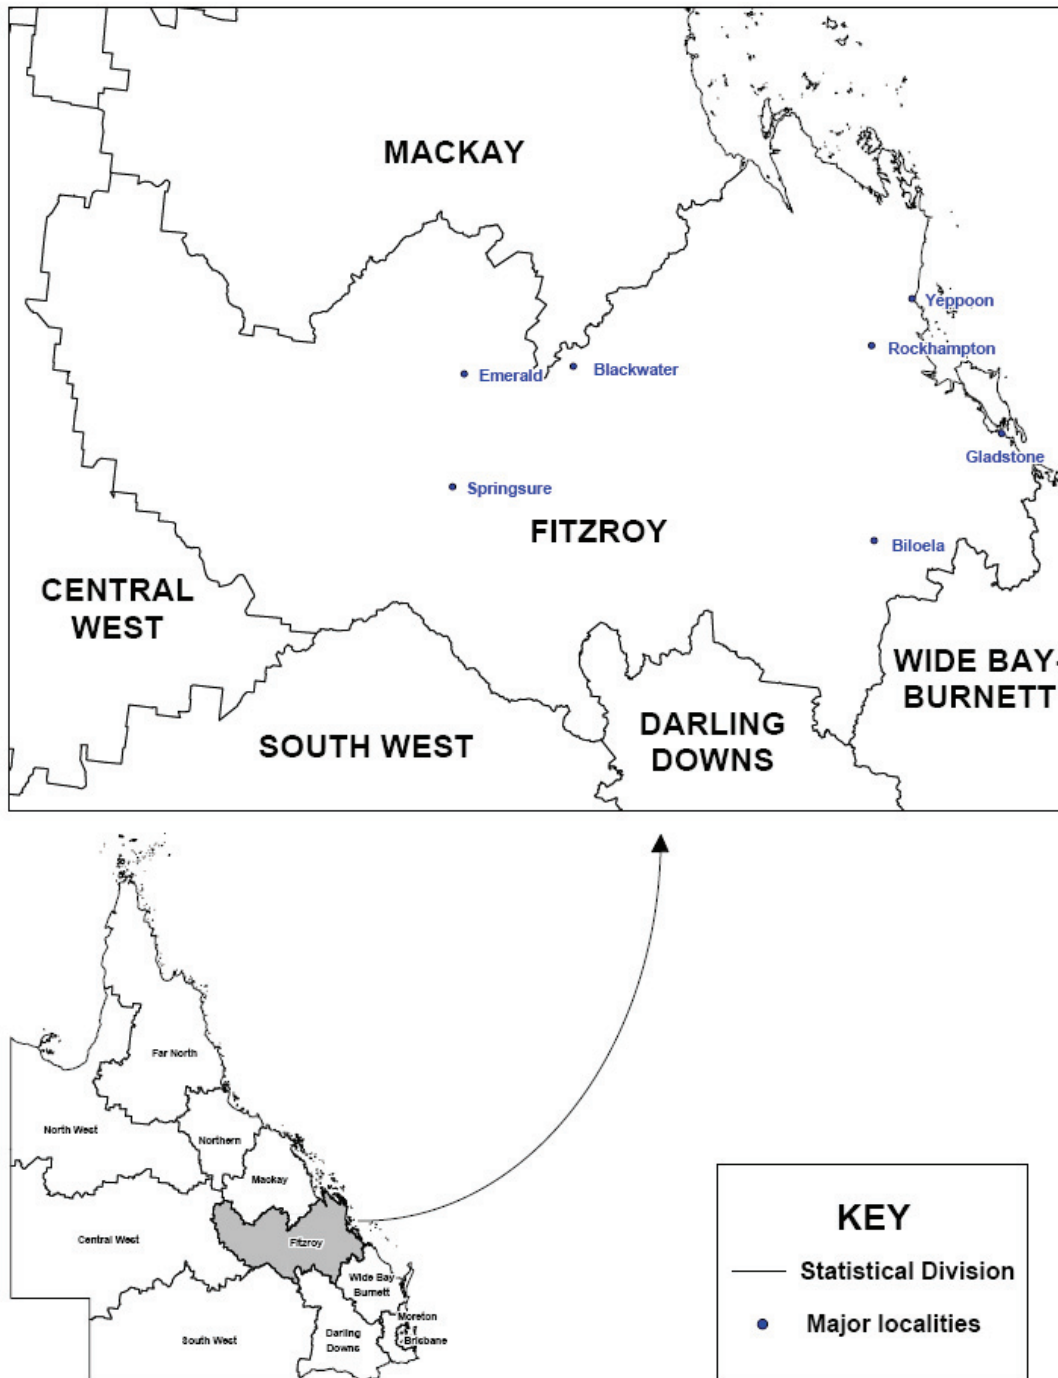 MACKAY
Yeppoon
Rockhampton
Emerald
Blackwater
Gladstone
Springsure
FITZROY
Biloela
CENTRAL
WEST
WIDE BAY-
BURNETT
SOUTH WEST
DARLING
DOWNS
Far North
North West
Northern
Mackay
Central West
Fitzroy
Wide Bay
Burnett
Moreton
Brisbane
South West
Darling
Downs
KEY
Statistical Division
Major localities